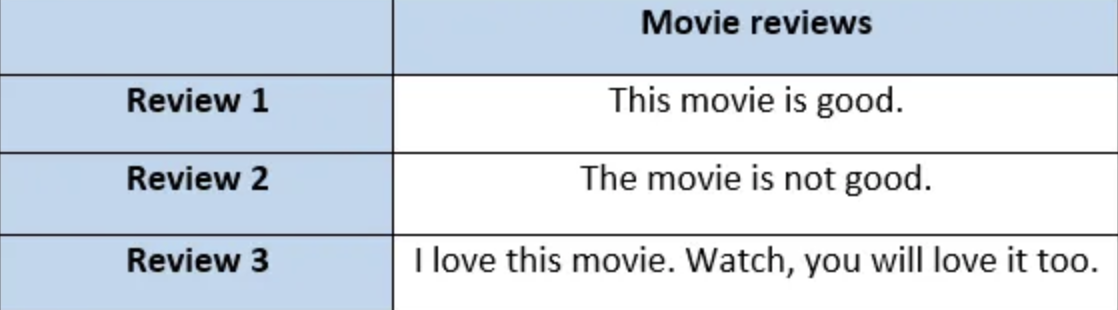 Movie reviews
Review 1 This movie is good.
Review 2 The movie is not good.
Review 3 I love this movie. Watch, you will love it too.